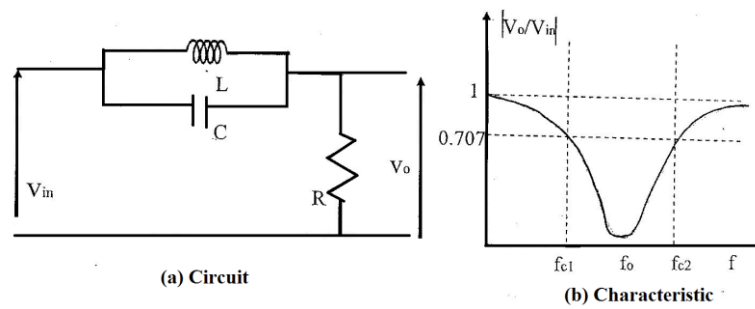 L
C
Vin
R
Vo
(a) Circuit
|Vo/Vin|
1
0.707
fc1 fo fc2 f
(b) Characteristic